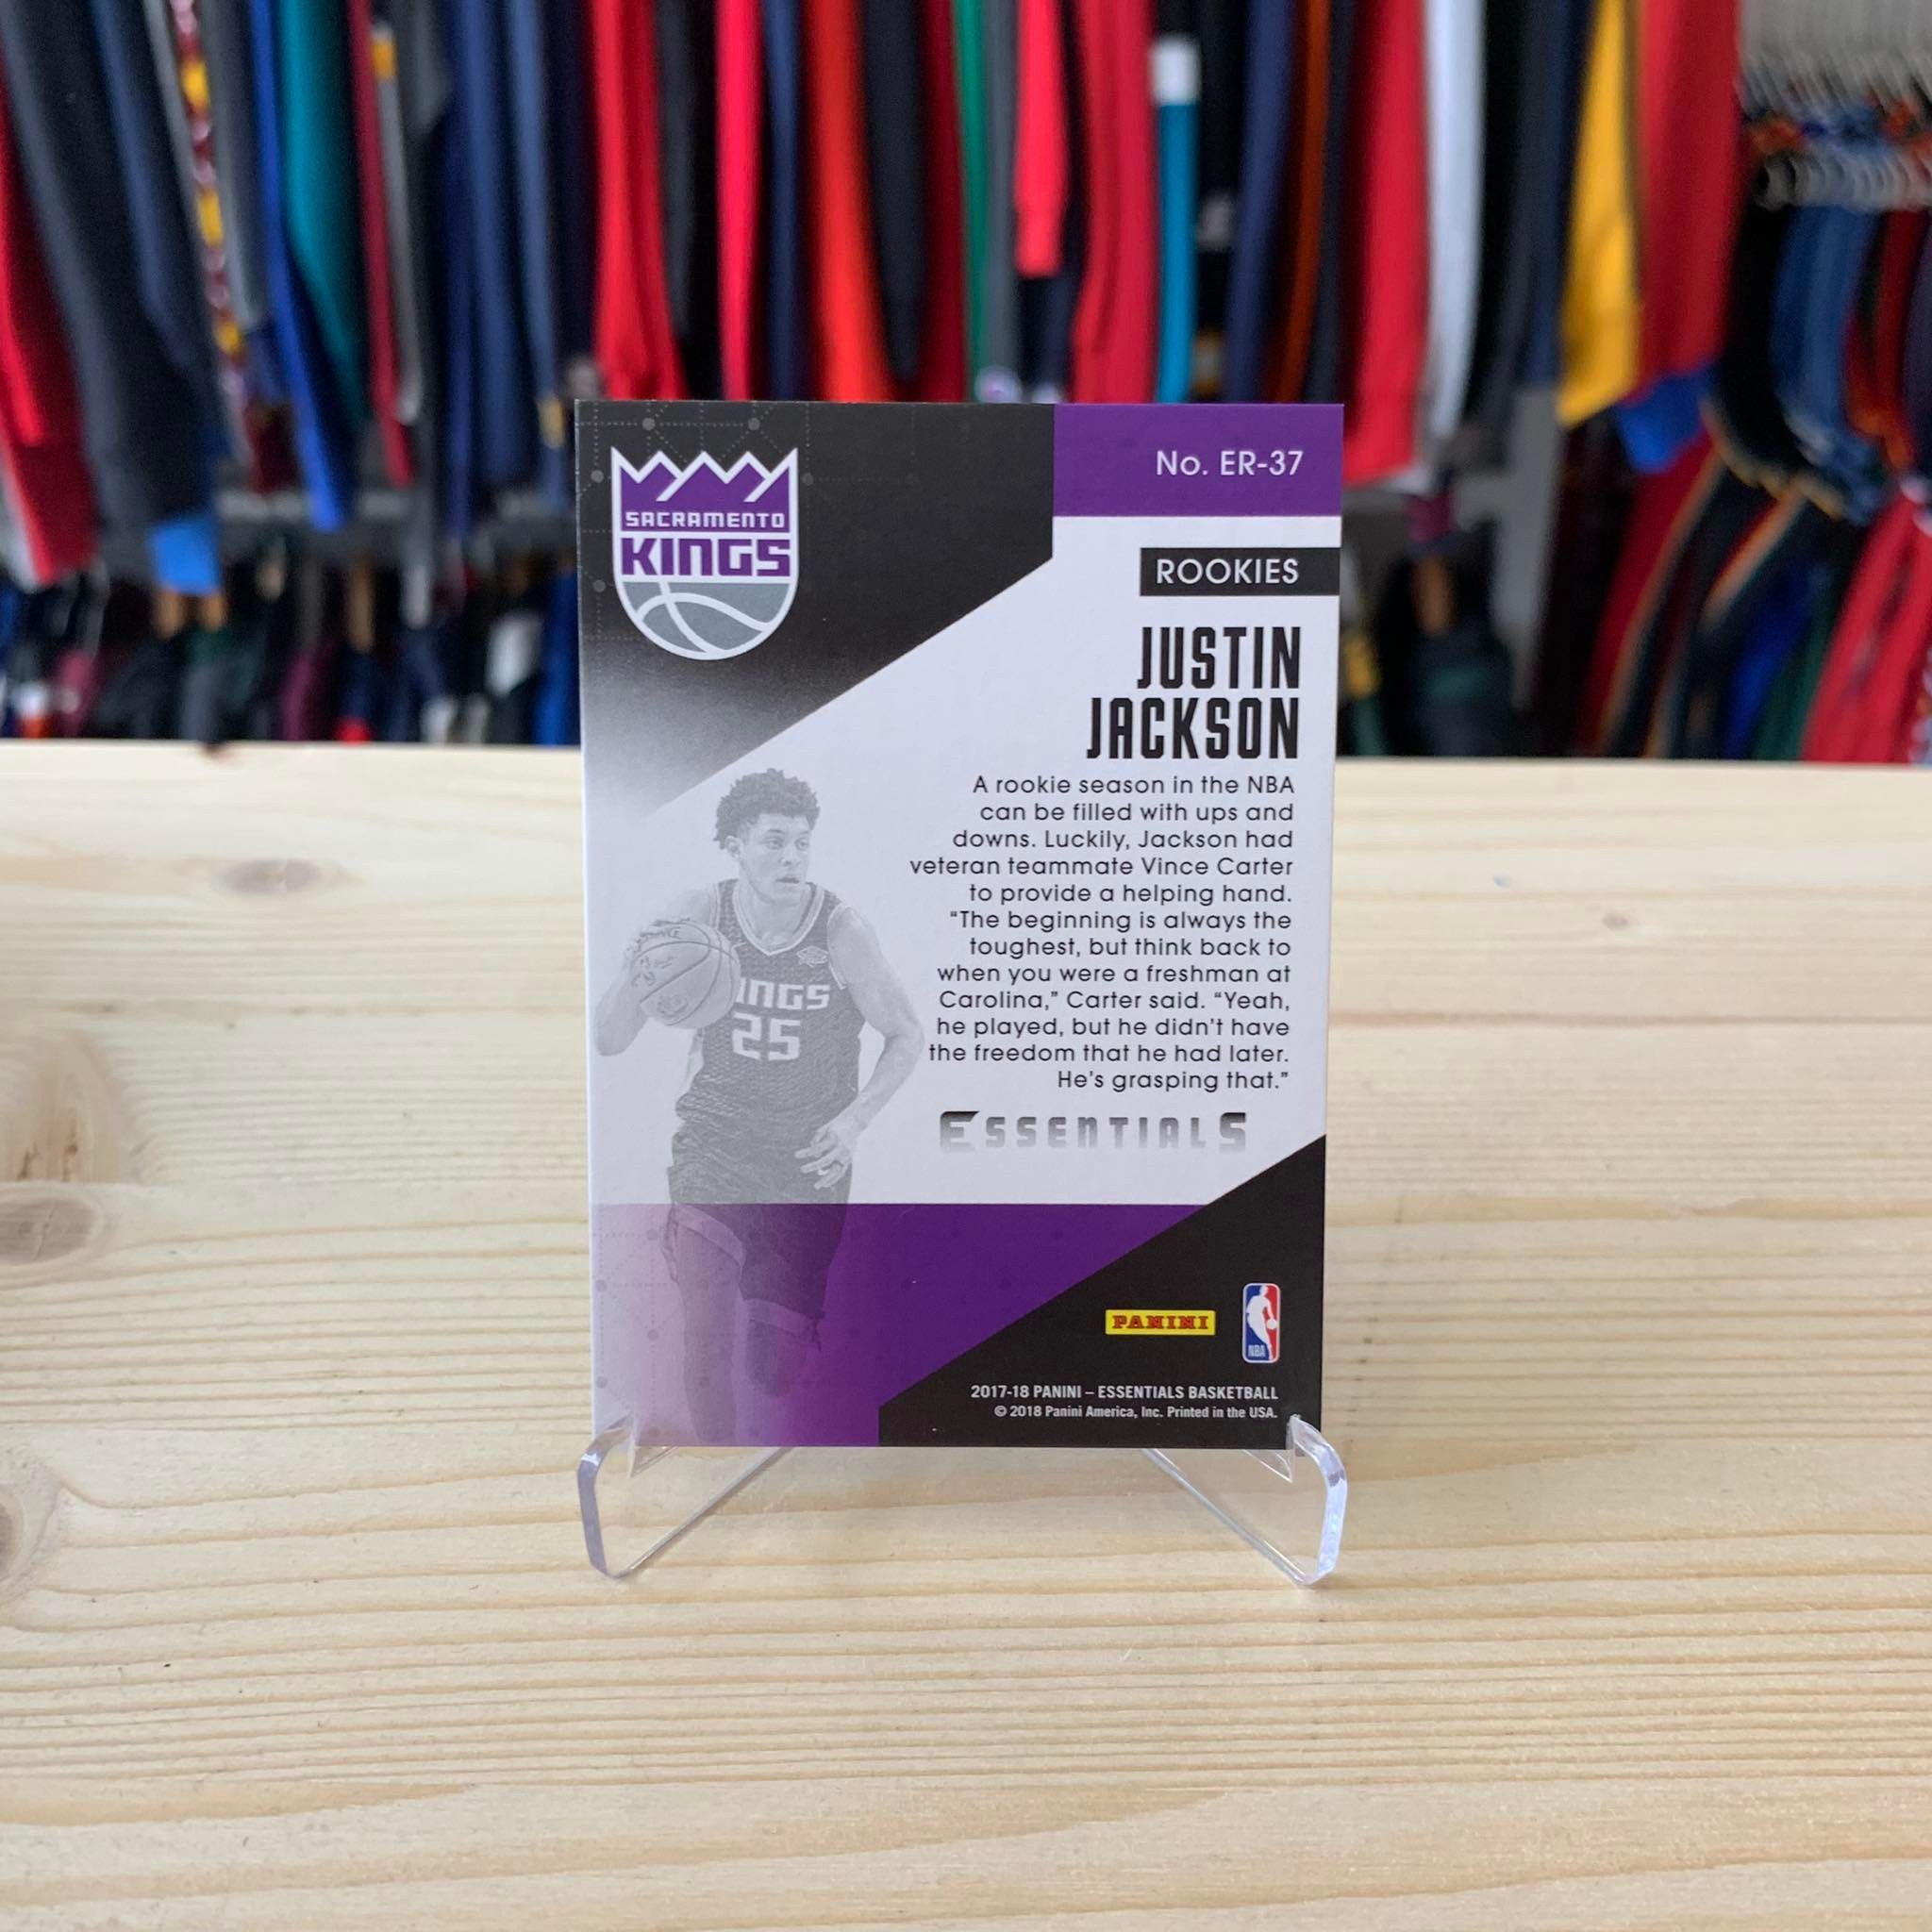 No. ER-37
SACRAMENTO
KINGS
ROOKIES
JUSTIN
JACKSON
A rookie season in the NBA
can be filled with ups and
downs. Luckily, Jackson had
veteran teammate Vince Carter
to provide a helping hand.
“The beginning is always the
toughest, but think back to
when you were a freshman at
Carolina,” Carter said. “Yeah,
he played, but he didn’t have
the freedom that he had later.
He’s grasping that.”
INGS
25
ESSENTIALS
PANINI
NBA
2017-18 PANINI – ESSENTIALS BASKETBALL
© 2018 Panini America, Inc. Printed in the USA.